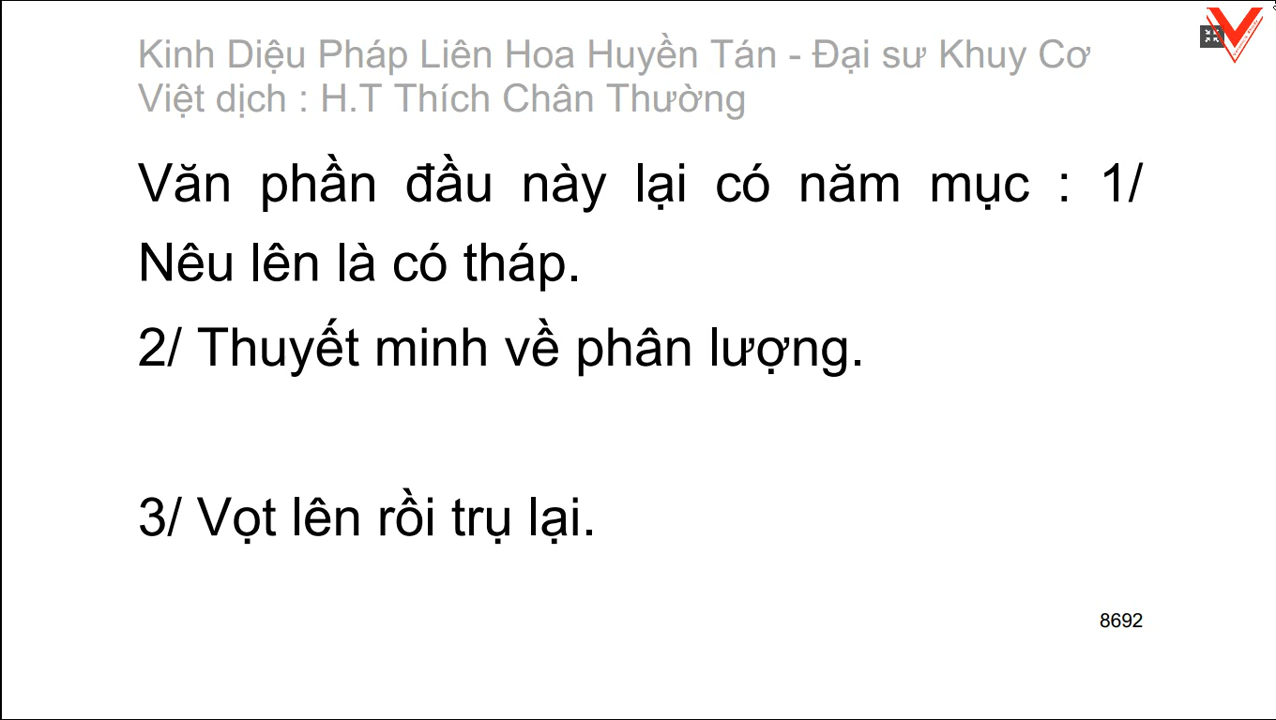 Kinh Diệu Pháp Liên Hoa Huyền Tán - Đại sư Khuy Cơ
Việt dịch : H.T Thích Chân Thường
Văn phần đầu này lại có năm mục : 1/
Nêu lên là có tháp.
2/ Thuyết minh về phân lượng.
3/ Vọt lên rồi trụ lại.
8692